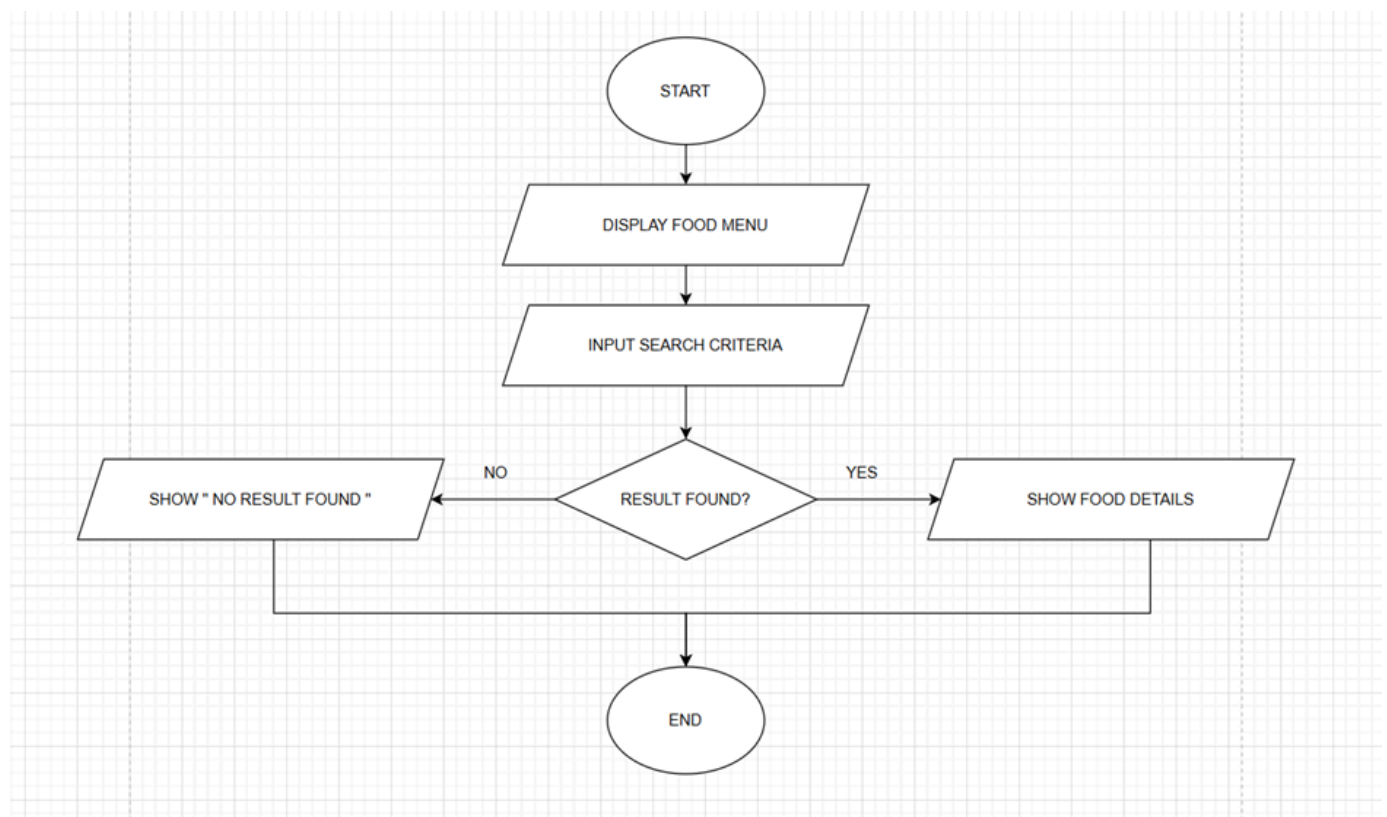 START
DISPLAY FOOD MENU
INPUT SEARCH CRITERIA
NO
YES
SHOW " NO RESULT FOUND "
RESULT FOUND?
SHOW FOOD DETAILS
END